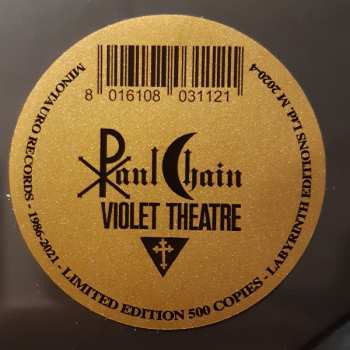 8 016108 031121
Paul Chain
VIOLET THEATRE
MINOTAURO RECORDS - 1986-2021 - LIMITED EDITION 500 COPIES - LABYRINTH EDITIONS Ltd. M 2020-4